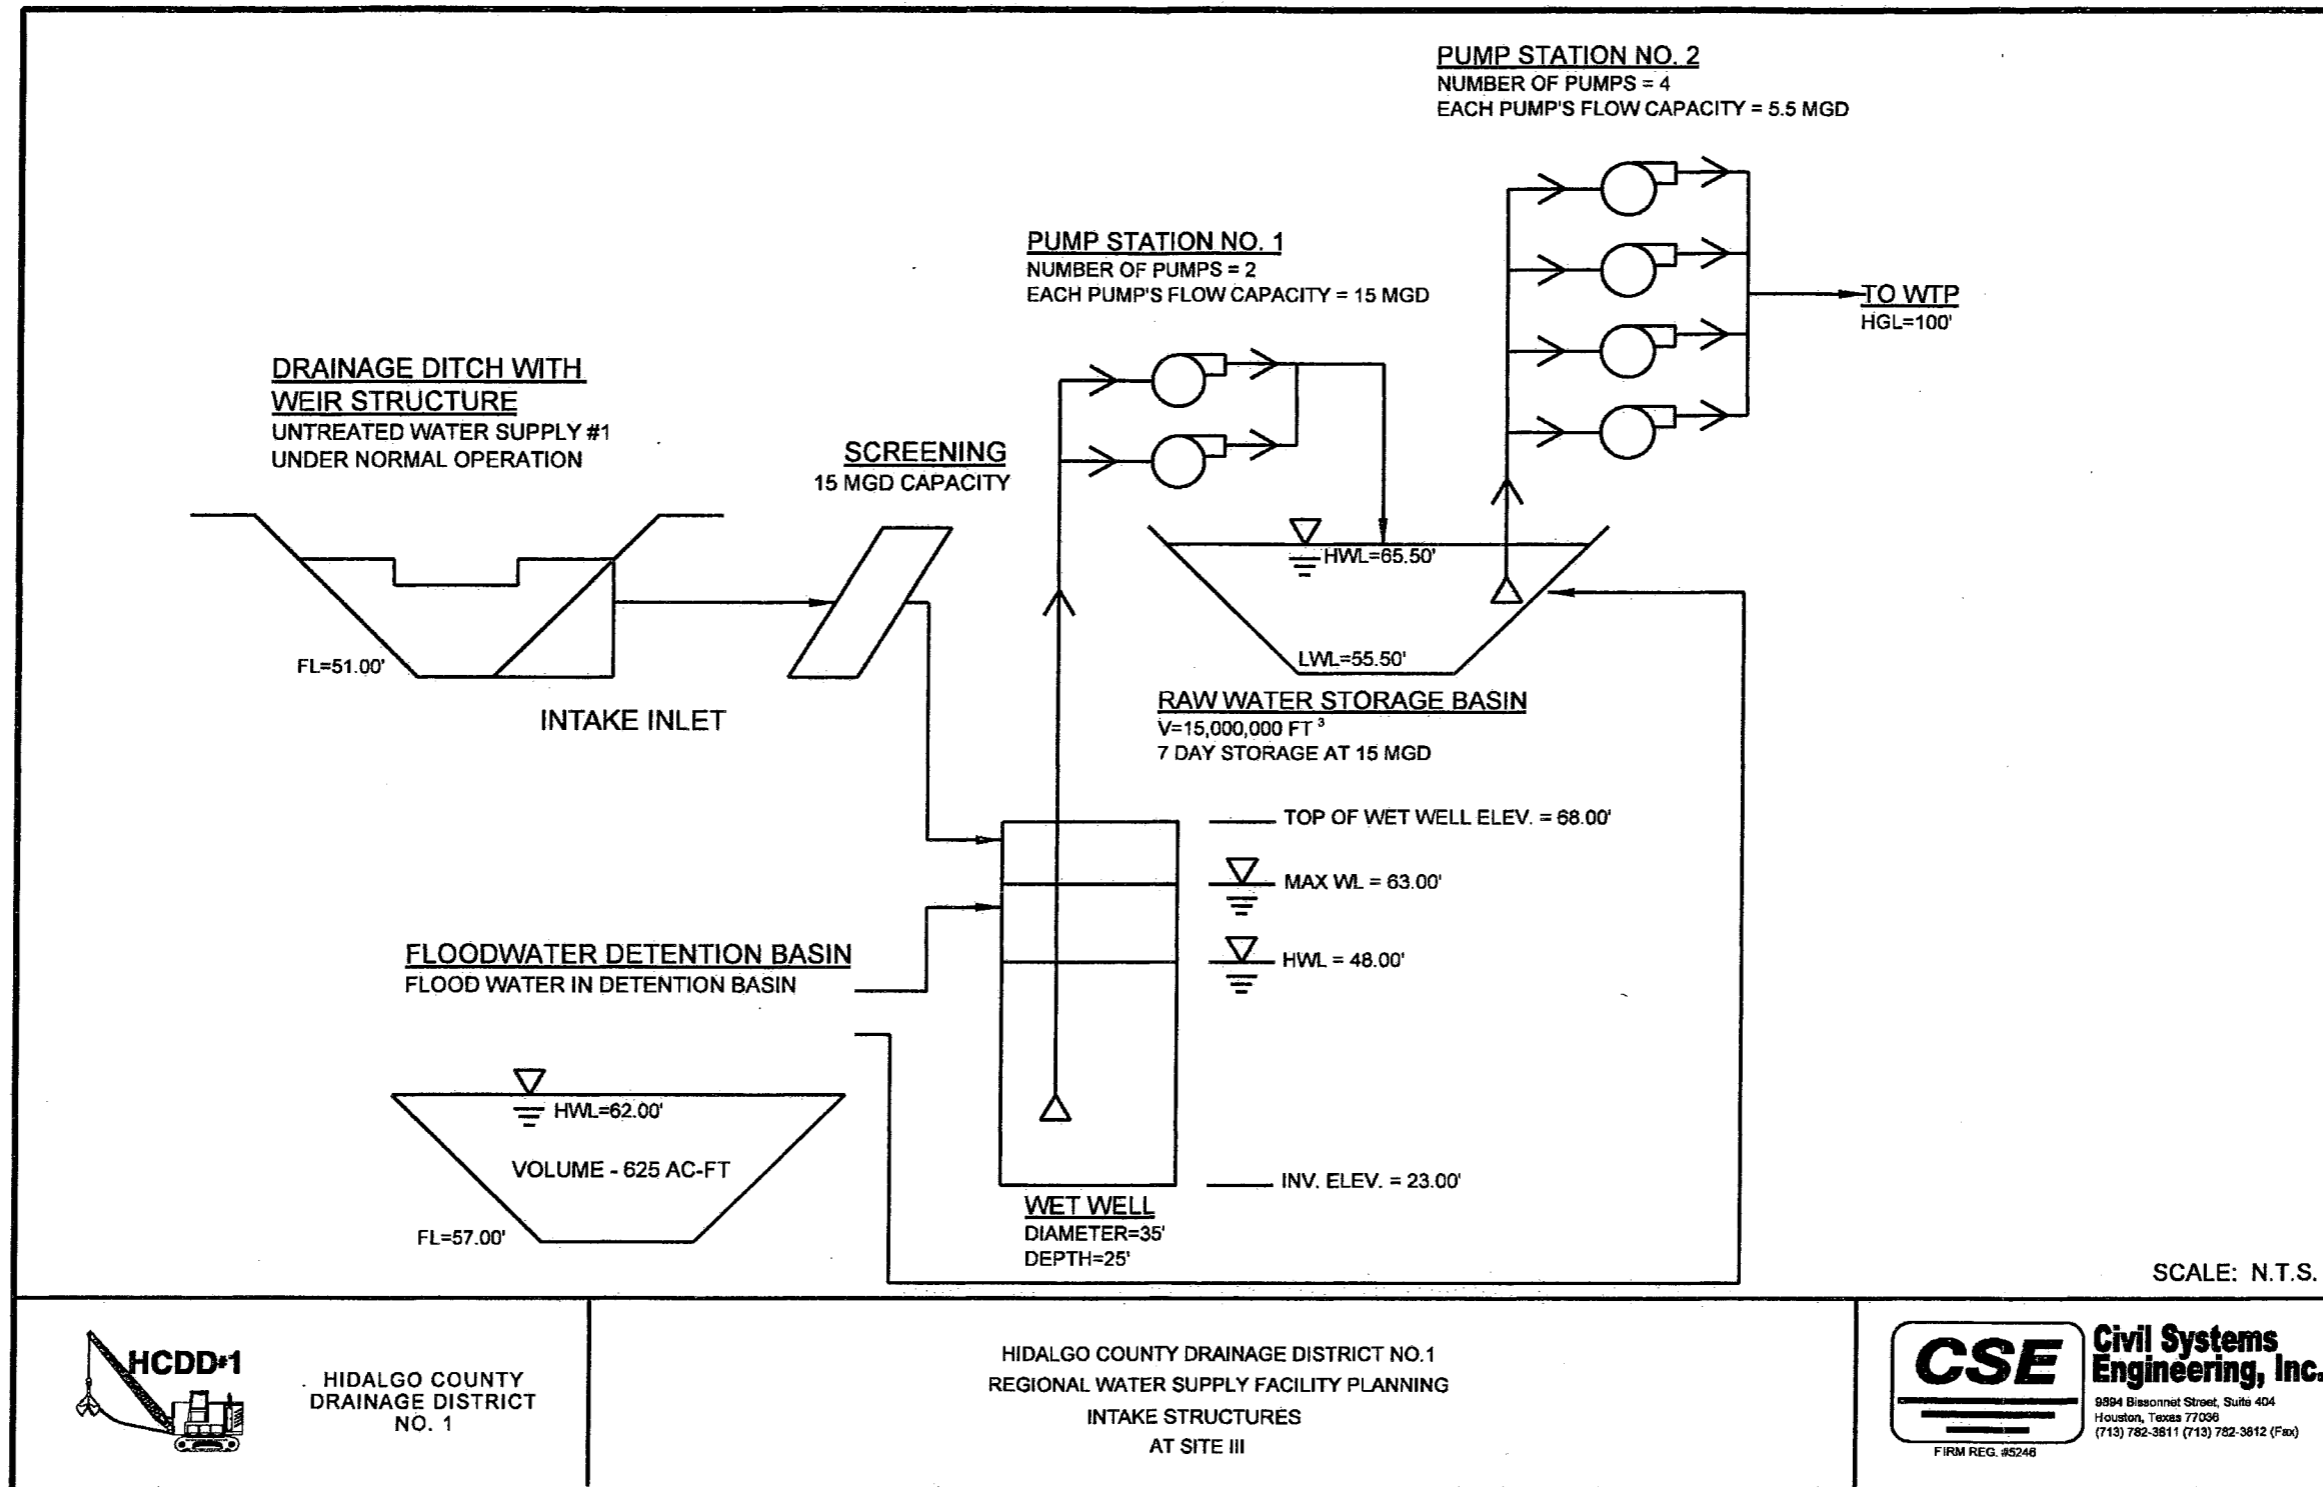 PUMP STATION NO. 2
NUMBER OF PUMPS = 4
EACH PUMP'S FLOW CAPACITY = 5.5 MGD
PUMP STATION NO. 1
NUMBER OF PUMPS = 2
EACH PUMP'S FLOW CAPACITY = 15 MGD
TO WTP
HGL=100'
DRAINAGE DITCH WITH
WEIR STRUCTURE
UNTREATED WATER SUPPLY #1
UNDER NORMAL OPERATION
SCREENING
15 MGD CAPACITY
HWL=65.50'
LWL=55.50'
FL=51.00'
INTAKE INLET
RAW WATER STORAGE BASIN
V=15,000,000 FT ³
7 DAY STORAGE AT 15 MGD
TOP OF WET WELL ELEV. = 68.00'
MAX WL = 63.00'
HWL = 48.00'
FLOODWATER DETENTION BASIN
FLOOD WATER IN DETENTION BASIN
HWL=62.00'
VOLUME - 625 AC-FT
FL=57.00'
INV. ELEV. = 23.00'
WET WELL
DIAMETER=35'
DEPTH=25'
SCALE: N.T.S.
HCDD#1
HIDALGO COUNTY
DRAINAGE DISTRICT
NO. 1
HIDALGO COUNTY DRAINAGE DISTRICT NO.1
REGIONAL WATER SUPPLY FACILITY PLANNING
INTAKE STRUCTURES
AT SITE III
CSE
FIRM REG. #5246
Civil Systems
Engineering, Inc.
9894 Bissonnet Street, Suite 404
Houston, Texas 77036
(713) 782-3811 (713) 782-3812 (Fax)